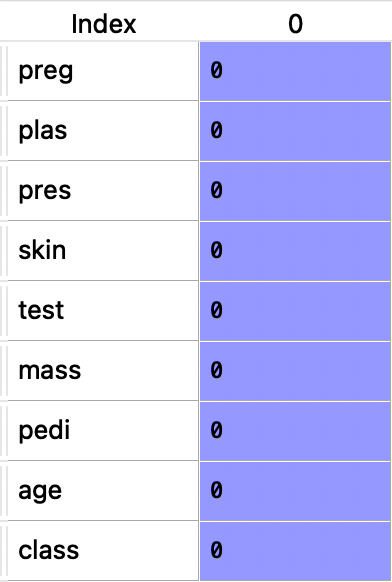 Index 0
preg 0
plas 0
pres 0
skin 0
test 0
mass 0
pedi 0
age 0
class 0